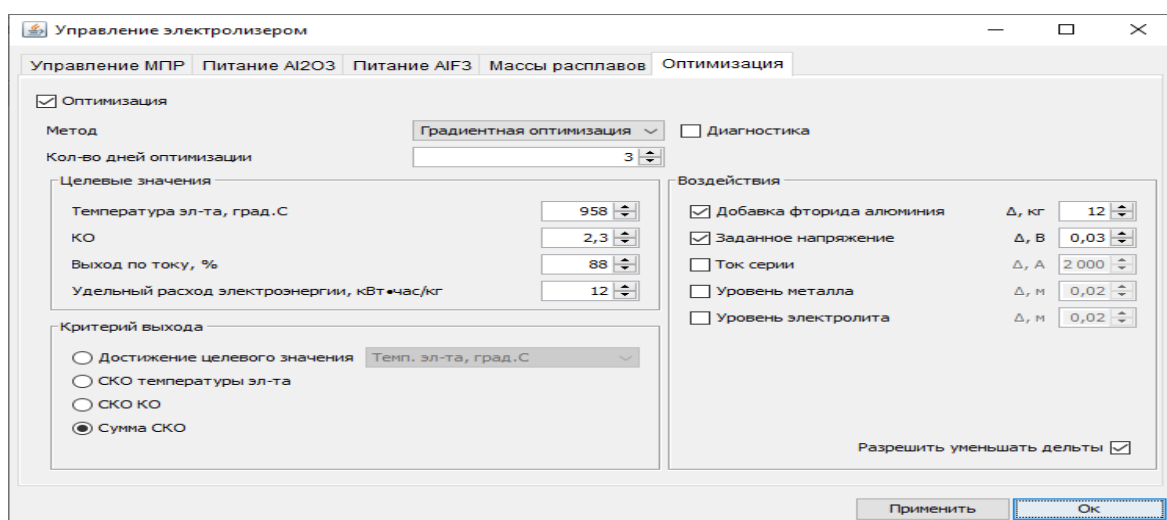 Управление электролизером
Управление МПР Питание Al2O3 Питание AlF3 Массы расплавов Оптимизация
Оптимизация
Метод Градиентная оптимизация Диагностика
Кол-во дней оптимизации 3
Целевые значения
Температура эл-та, град.C 958
КО 2,3
Выход по току, % 88
Удельный расход электроэнергии, кВт•час/кг 12
Критерий выхода
Достижение целевого значения Темп. эл-та, град.C
СКО температуры эл-та
СКО КО
Сумма СКО
Воздействия
Добавка фторида алюминия Δ, кг 12
Заданное напряжение Δ, В 0,03
Ток серии Δ, А 2 000
Уровень металла Δ, м 0,02
Уровень электролита Δ, м 0,02
Разрешить уменьшать дельты
Применить Ок